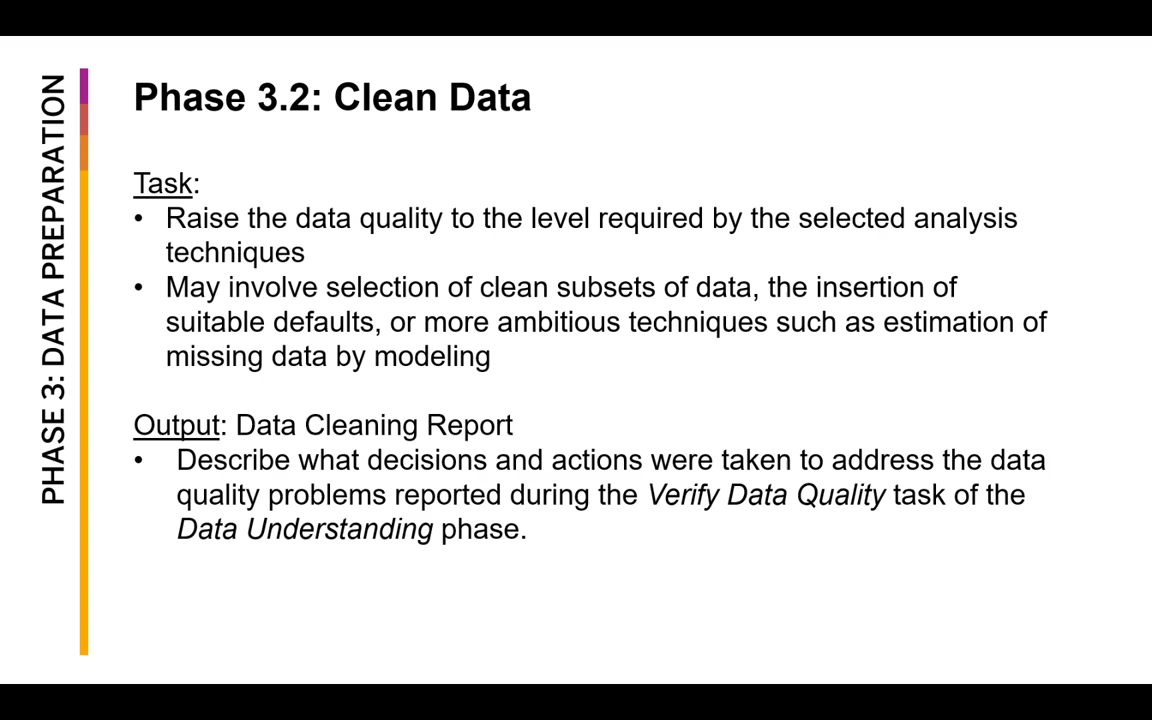 PHASE 3: DATA PREPARATION
Phase 3.2: Clean Data
Task:
• Raise the data quality to the level required by the selected analysis
techniques
• May involve selection of clean subsets of data, the insertion of
suitable defaults, or more ambitious techniques such as estimation of
missing data by modeling
Output: Data Cleaning Report
• Describe what decisions and actions were taken to address the data
quality problems reported during the Verify Data Quality task of the
Data Understanding phase.